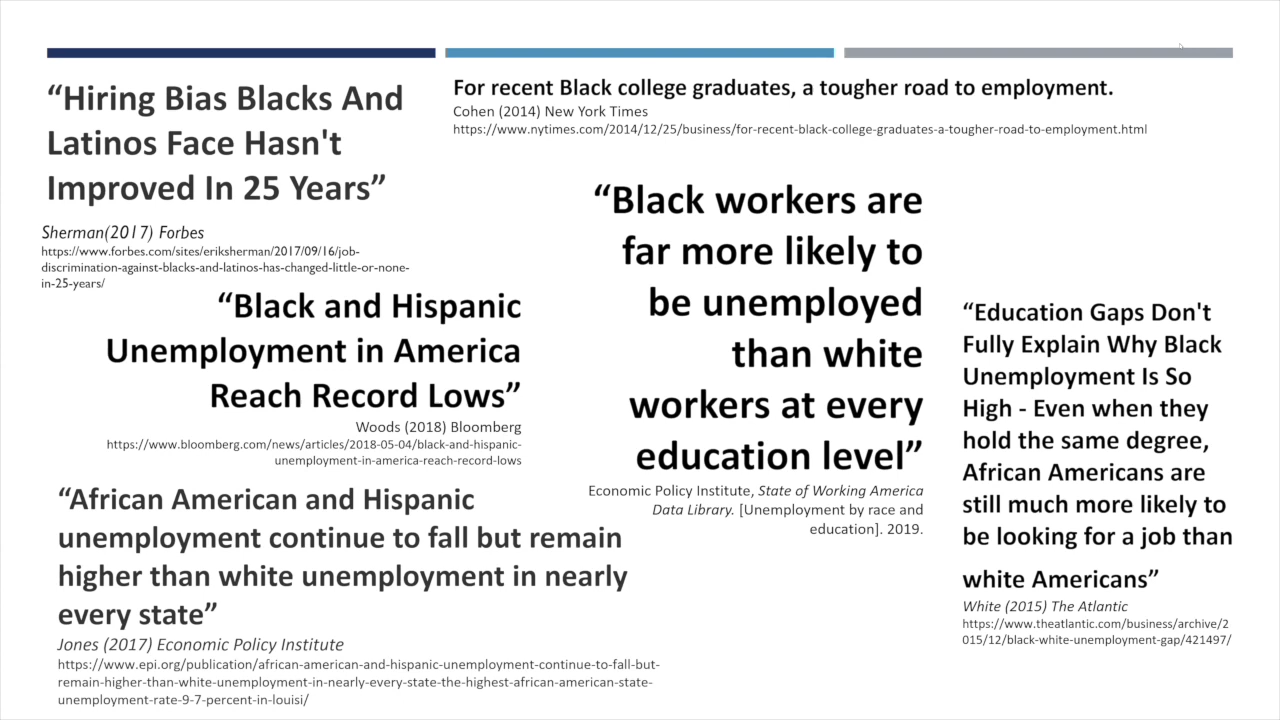 “Hiring Bias Blacks And
Latinos Face Hasn't
Improved In 25 Years”
Sherman(2017) Forbes
https://www.forbes.com/sites/eriksherman/2017/09/16/job-
discrimination-against-blacks-and-latinos-has-changed-little-or-none-
in-25-years/
For recent Black college graduates, a tougher road to employment.
Cohen (2014) New York Times
https://www.nytimes.com/2014/12/25/business/for-recent-black-college-graduates-a-tougher-road-to-employment.html
“Black and Hispanic
Unemployment in America
Reach Record Lows”
Woods (2018) Bloomberg
https://www.bloomberg.com/news/articles/2018-05-04/black-and-hispanic-
unemployment-in-america-reach-record-lows
“Black workers are
far more likely to
be unemployed
than white
workers at every
education level”
Economic Policy Institute, State of Working America
Data Library. [Unemployment by race and
education]. 2019.
“Education Gaps Don't
Fully Explain Why Black
Unemployment Is So
High - Even when they
hold the same degree,
African Americans are
still much more likely to
be looking for a job than
white Americans”
White (2015) The Atlantic
https://www.theatlantic.com/business/archive/2
015/12/black-white-unemployment-gap/421497/
“African American and Hispanic
unemployment continue to fall but remain
higher than white unemployment in nearly
every state”
Jones (2017) Economic Policy Institute
https://www.epi.org/publication/african-american-and-hispanic-unemployment-continue-to-fall-but-
remain-higher-than-white-unemployment-in-nearly-every-state-the-highest-african-american-state-
unemployment-rate-9-7-percent-in-louisi/